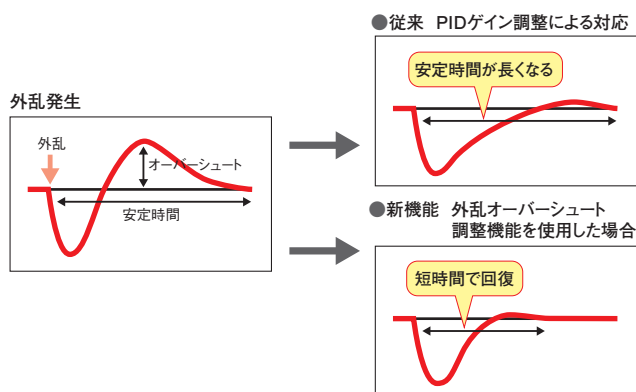 外乱発生
外乱
オーバーシュート
安定時間
●従来 PIDゲイン調整による対応
安定時間が長くなる
●新機能 外乱オーバーシュート
調整機能を使用した場合
短時間で回復